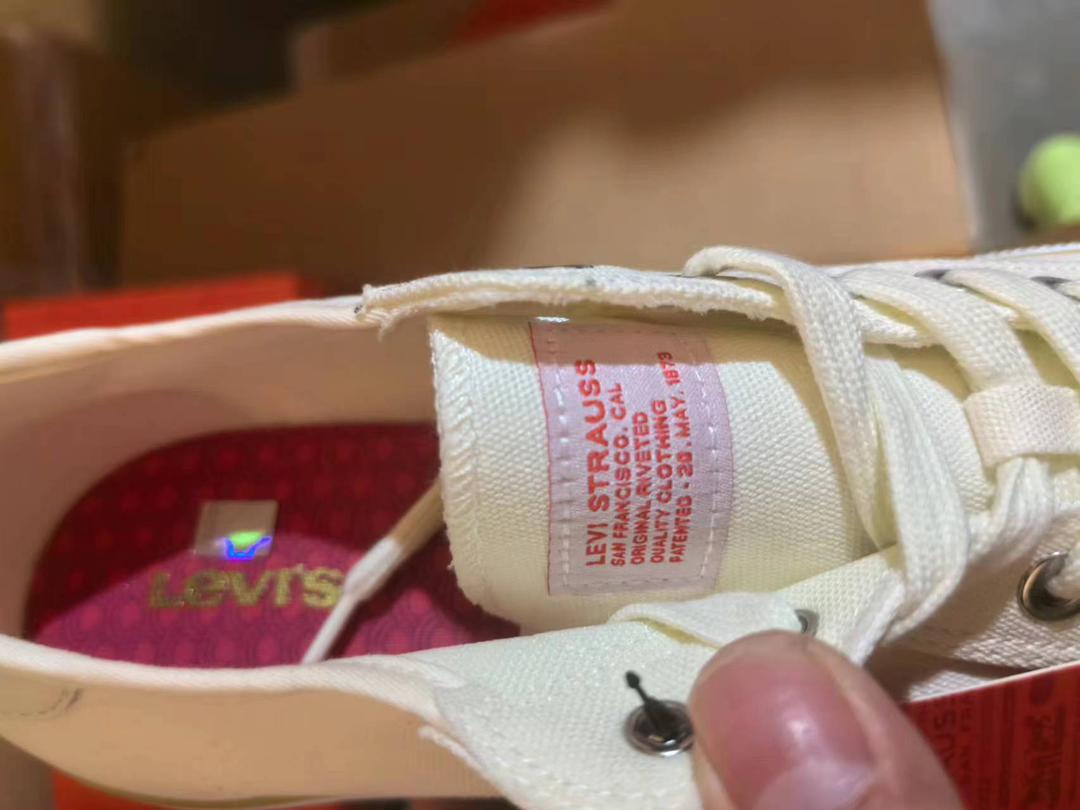 LEVI STRAUSS
SAN FRANCISCO, CAL
ORIGINAL RIVETED
QUALITY CLOTHING
PATENTED - 20 . MAY . 1873
Levi's